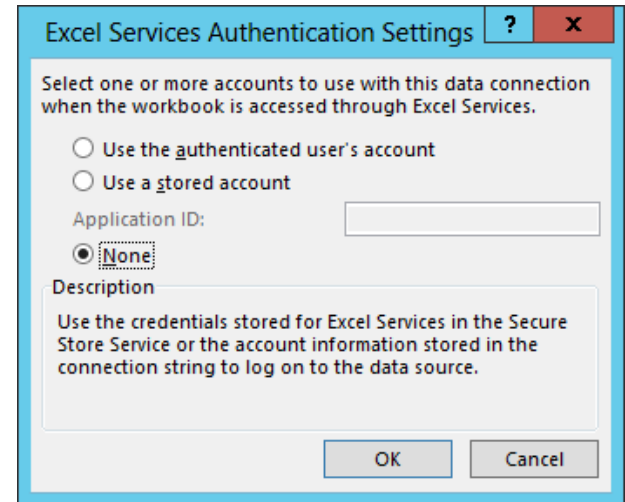 Excel Services Authentication Settings ? x
Select one or more accounts to use with this data connection
when the workbook is accessed through Excel Services.
Use the authenticated user's account
Use a stored account
Application ID:
None
Description
Use the credentials stored for Excel Services in the Secure
Store Service or the account information stored in the
connection string to log on to the data source.
OK Cancel